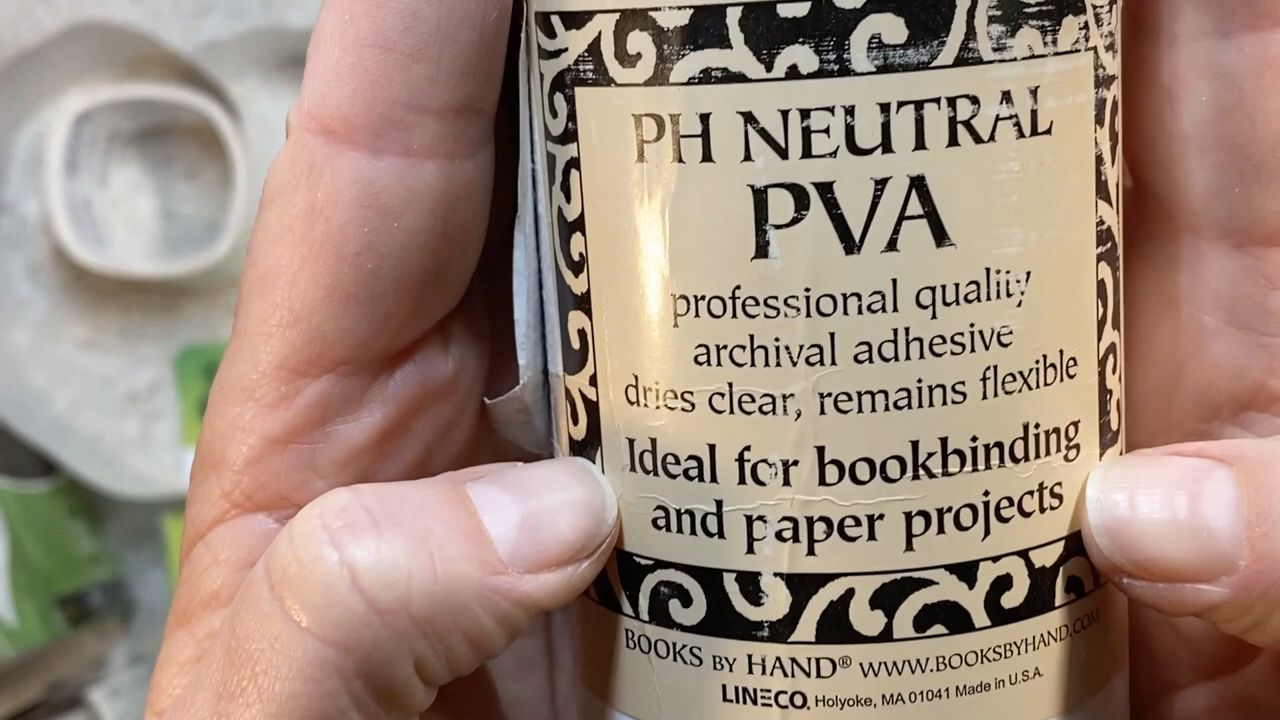 PH NEUTRAL
PVA
professional quality
archival adhesive
dries clear, remains flexible
Ideal for bookbinding
and paper projects
BOOKS BY HAND® WWW.BOOKSBYHAND.COM
LINECO, Holyoke, MA 01041 Made in U.S.A.